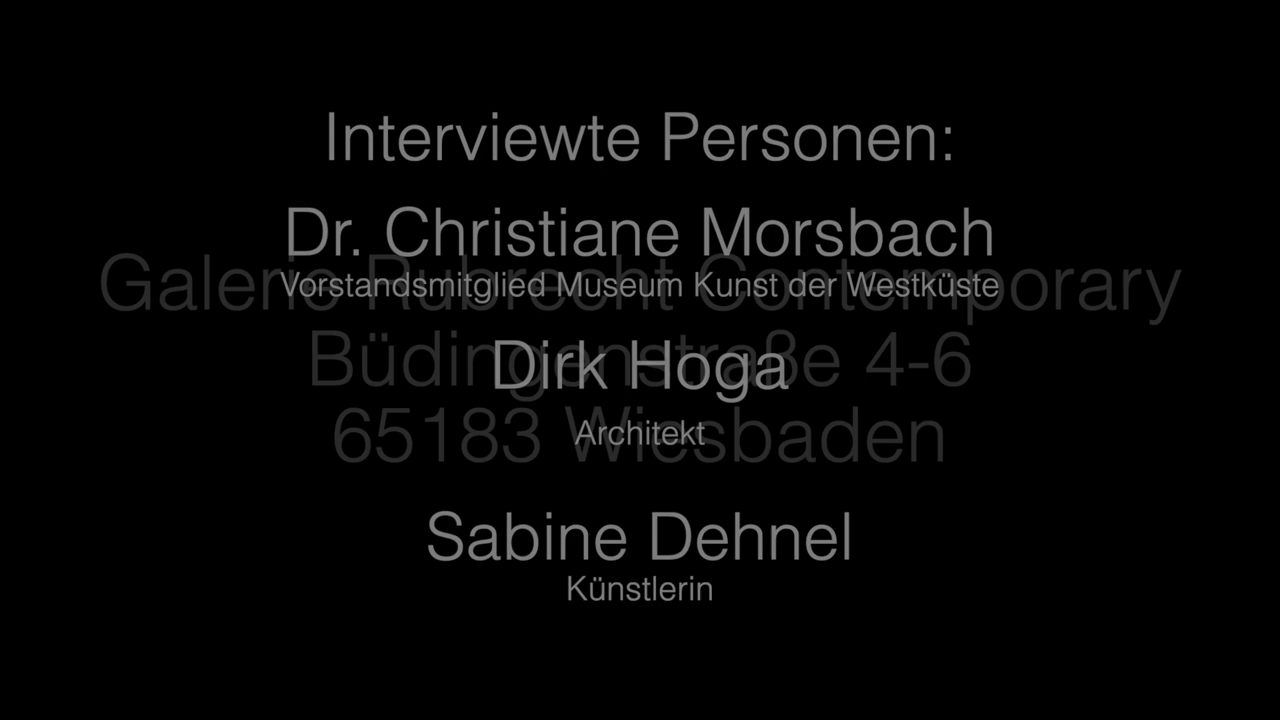 Interviewte Personen:
Dr. Christiane Morsbach
Vorstandsmitglied Museum Kunst der Westküste
Dirk Hoga
Architekt
Sabine Dehnel
Künstlerin
Galerie Rubrecht Contemporary
Büdingenstraße 4-6
65183 Wiesbaden